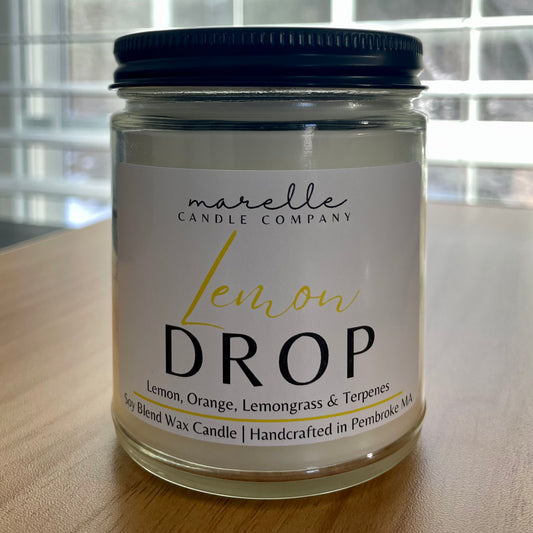 marelle
CANDLE COMPANY
Lemon
DROP
Lemon, Orange, Lemongrass & Terpenes
Soy Blend Wax Candle | Handcrafted in Pembroke MA